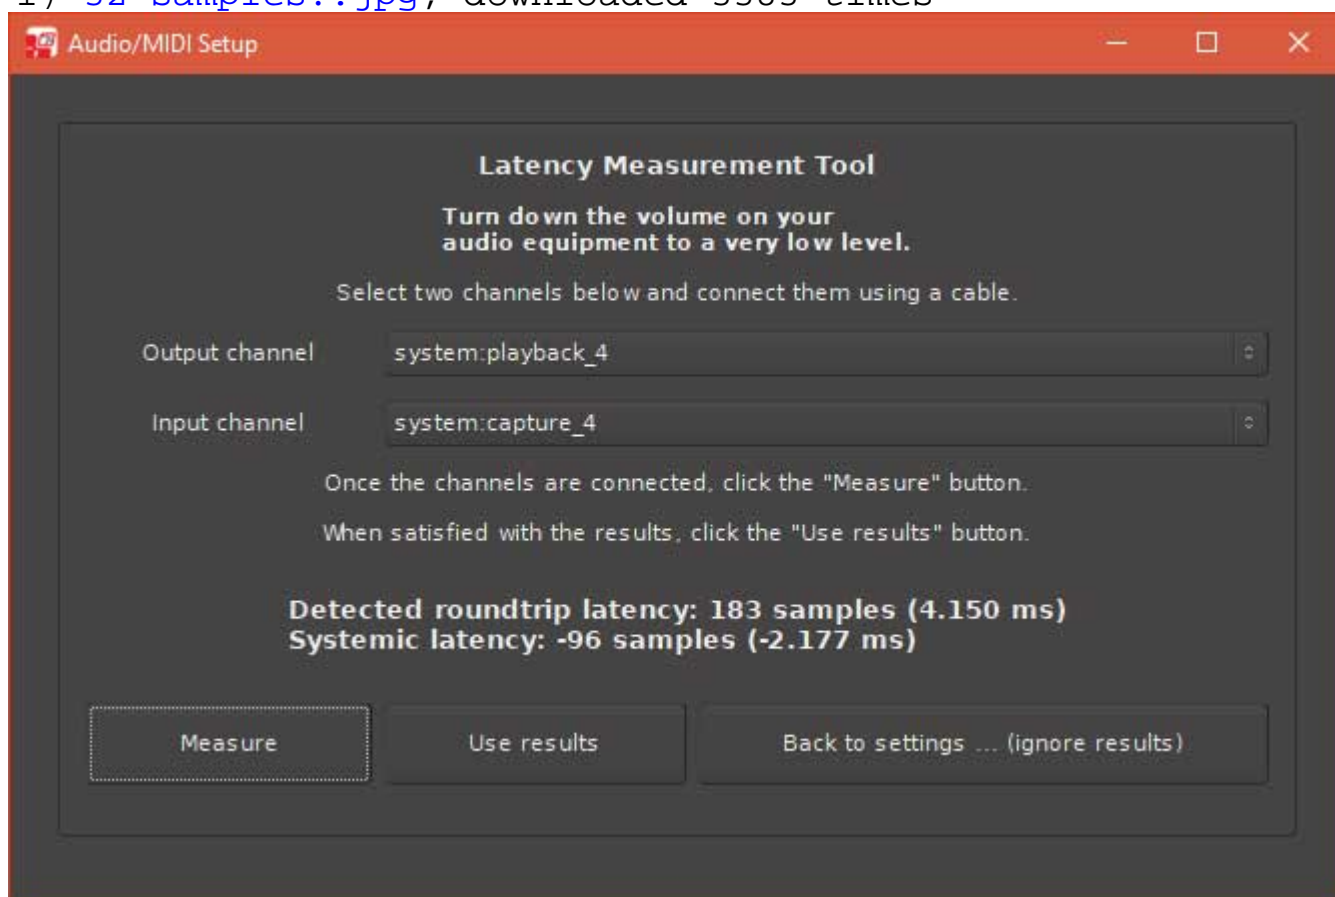 Audio/MIDI Setup
Latency Measurement Tool
Turn down the volume on your
audio equipment to a very low level.
Select two channels below and connect them using a cable.
Output channel system:playback_4
Input channel system:capture_4
Once the channels are connected, click the "Measure" button.
When satisfied with the results, click the "Use results" button.
Detected roundtrip latency: 183 samples (4.150 ms)
Systemic latency: -96 samples (-2.177 ms)
Measure Use results Back to settings ... (ignore results)